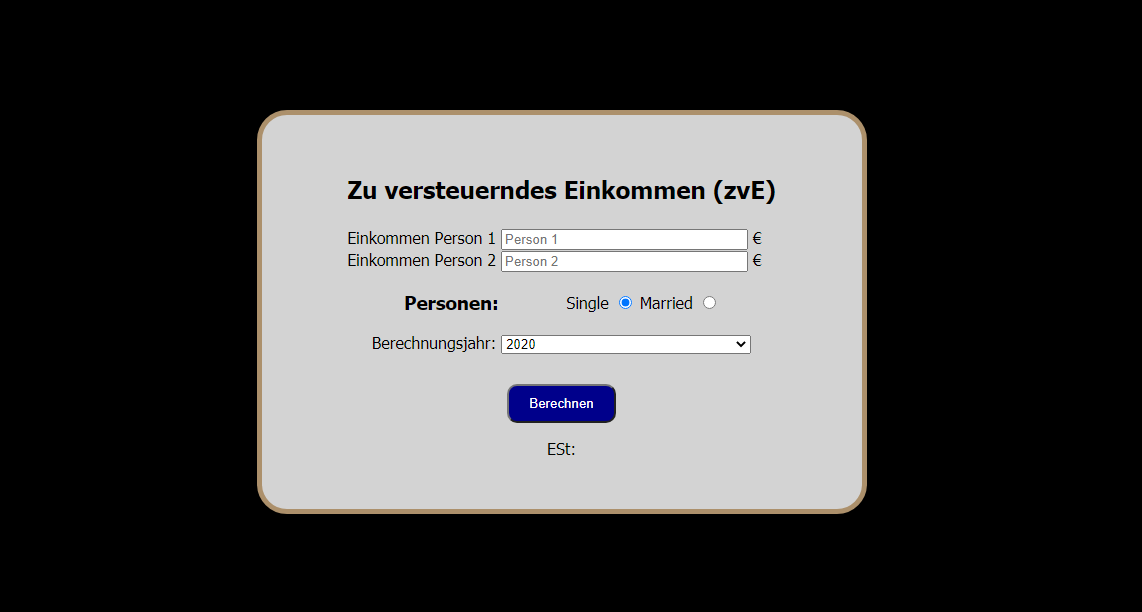 Zu versteuerndes Einkommen (zvE)
Einkommen Person 1 Person 1 €
Einkommen Person 2 Person 2 €
Personen: Single Married
Berechnungsjahr: 2020
Berechnen
ESt: